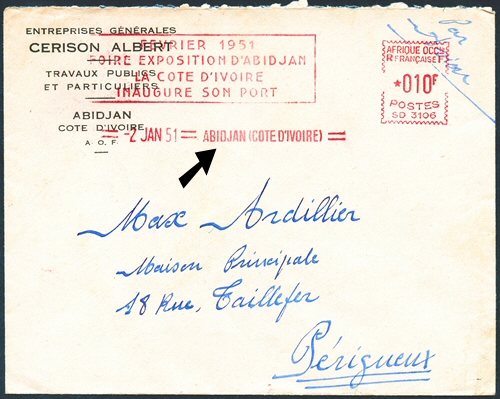 ENTREPRISES GÉNÉRALES
CERISON ALBERT
TRAVAUX PUBLICS
ET PARTICULIERS
ABIDJAN
COTE D'IVOIRE
A. O. F.
FEVRIER 1951
FOIRE EXPOSITION D'ABIDJAN
LA COTE D'IVOIRE
INAUGURE SON PORT
-2 JAN 51 ABIDJAN (COTE D'IVOIRE)
AFRIQUE OCCle
R FRANÇAISE F
*010F
POSTES
SD 3106
Par
avion
Max Ardillier
Maison Principale
18 Rue, Taillefer
Périgueux